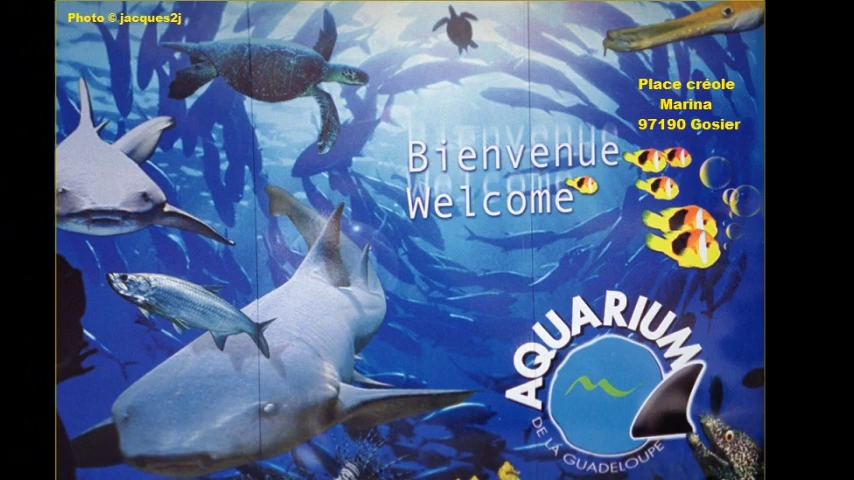 Photo © jacques2j
Place créole
Marina
97190 Gosier
Bienvenue
Welcome
AQUARIUM
DE LA GUADELOUPE